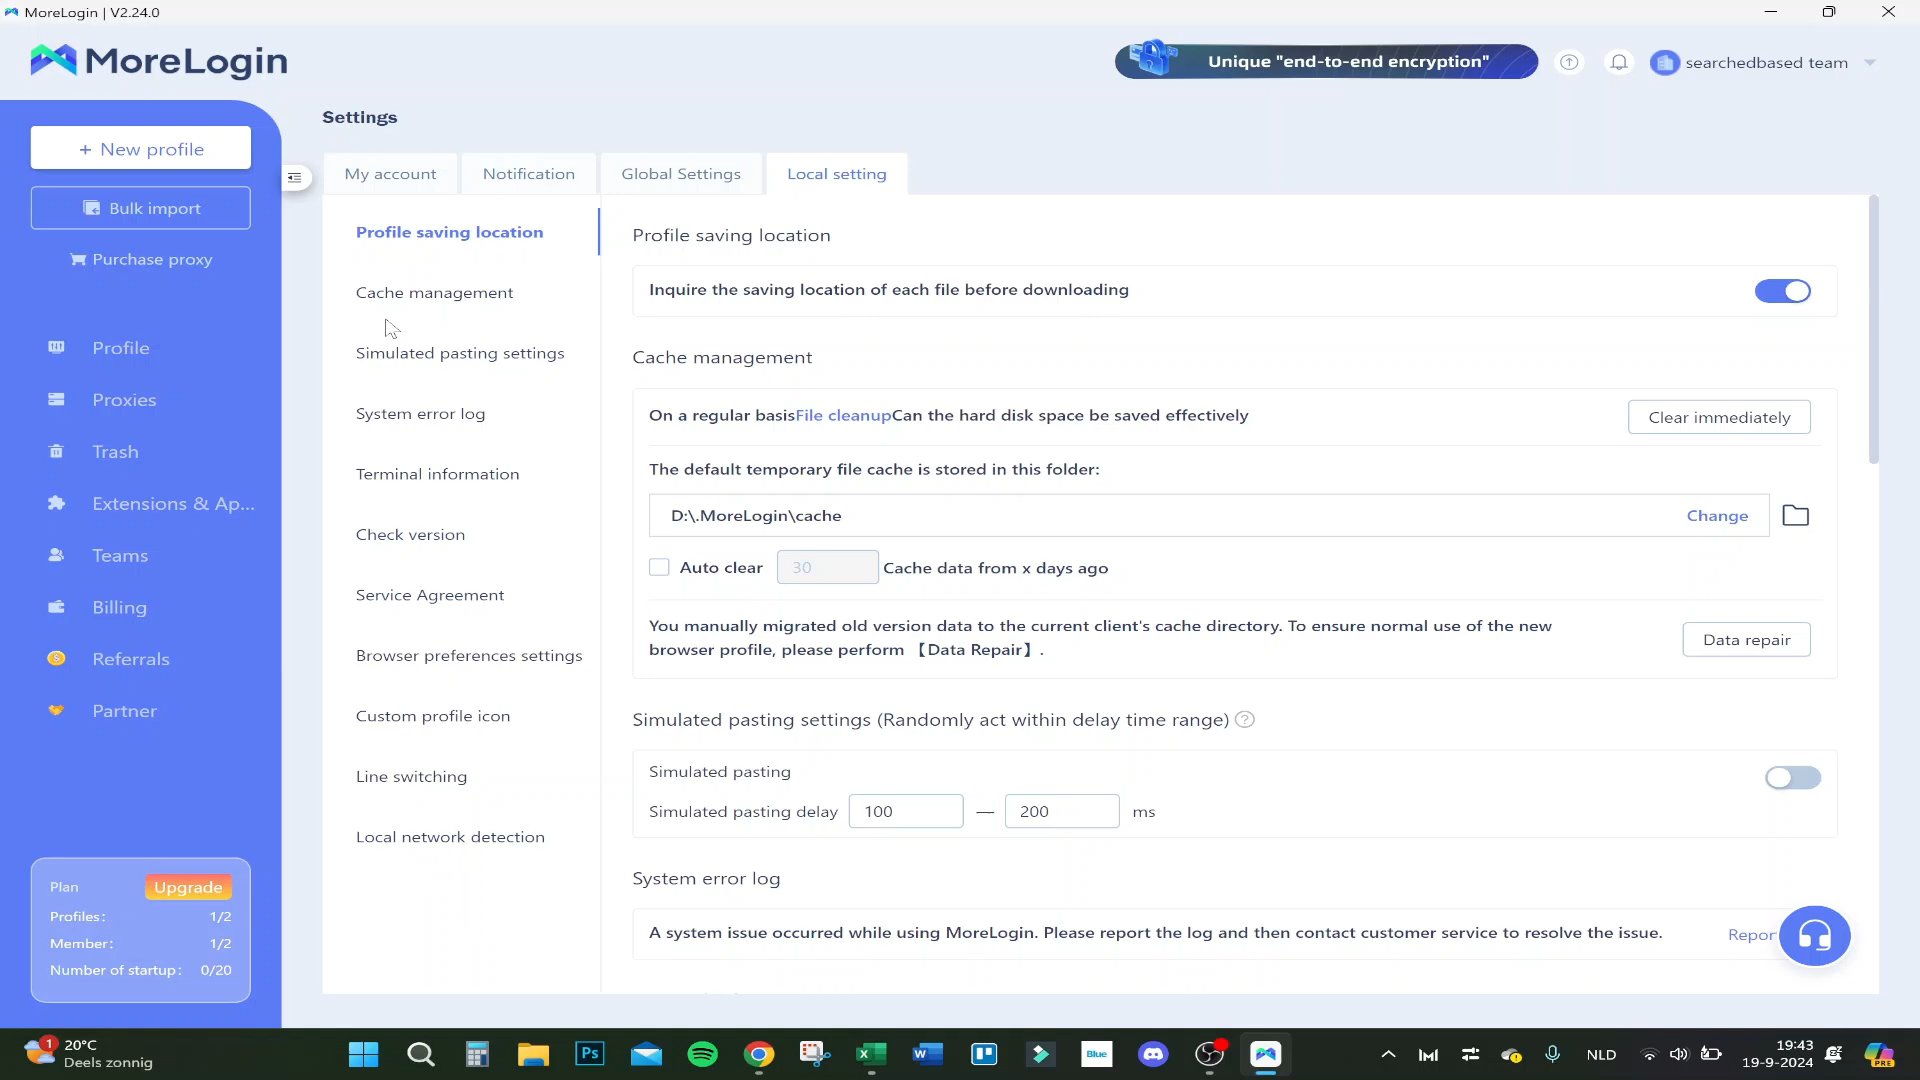 MoreLogin | V2.24.0
MoreLogin
Unique "end-to-end encryption"
searchedbased team
+ New profile
Bulk import
Purchase proxy
Profile
Proxies
Trash
Extensions & Ap...
Teams
Billing
Referrals
Partner
Plan
Upgrade
Profiles: 1/2
Member: 1/2
Number of startup: 0/20
Settings
My account
Notification
Global Settings
Local setting
Profile saving location
Cache management
Simulated pasting settings
System error log
Terminal information
Check version
Service Agreement
Browser preferences settings
Custom profile icon
Line switching
Local network detection
Profile saving location
Inquire the saving location of each file before downloading
Cache management
On a regular basisFile cleanupCan the hard disk space be saved effectively
Clear immediately
The default temporary file cache is stored in this folder:
D:\.MoreLogin\cache
Change
Auto clear 30 Cache data from x days ago
You manually migrated old version data to the current client's cache directory. To ensure normal use of the new
browser profile, please perform 【Data Repair】.
Data repair
Simulated pasting settings (Randomly act within delay time range) ?
Simulated pasting
Simulated pasting delay 100 — 200 ms
System error log
A system issue occurred while using MoreLogin. Please report the log and then contact customer service to resolve the issue.
Repor
1
20°C
Deels zonnig
Ps
Blue
NLD
19:43
19-9-2024
PRE